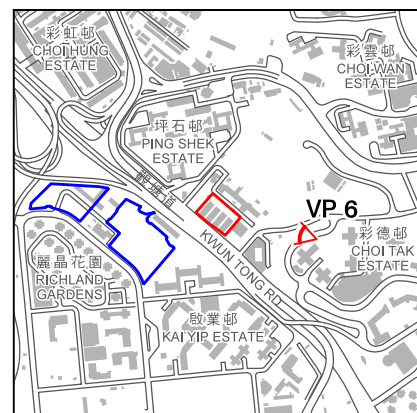 彩虹邨
CHOI HUNG
ESTATE
彩雲邨
CHOI WAN
ESTATE
坪石邨
PING SHEK
ESTATE
觀塘道
KWUN TONG RD
VP 6
彩德邨
CHOI TAK
ESTATE
麗晶花園
RICHLAND
GARDENS
啟業邨
KAI YIP ESTATE